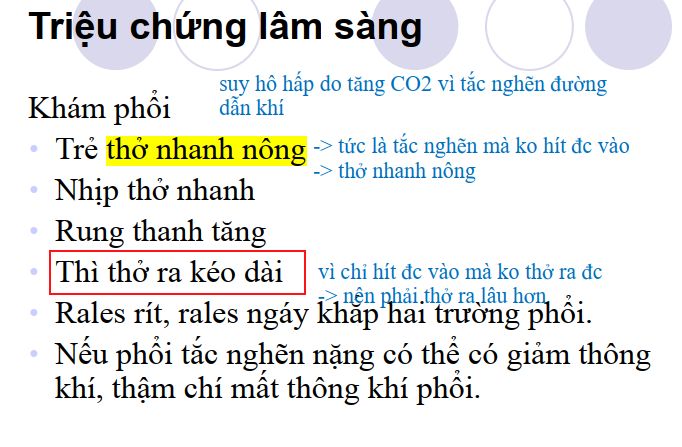 Triệu chứng lâm sàng
suy hô hấp do tăng CO2 vì tắc nghẽn đường
dẫn khí
Khám phổi
Trẻ thở nhanh nông
-> tức là tắc nghẽn mà ko hít đc vào
-> thở nhanh nông
Nhịp thở nhanh
Rung thanh tăng
Thì thở ra kéo dài
vì chỉ hít đc vào mà ko thở ra đc
-> nên phải thở ra lâu hơn
Rales rít, rales ngáy khắp hai trường phổi.
Nếu phổi tắc nghẽn nặng có thể có giảm thông
khí, thậm chí mất thông khí phổi.